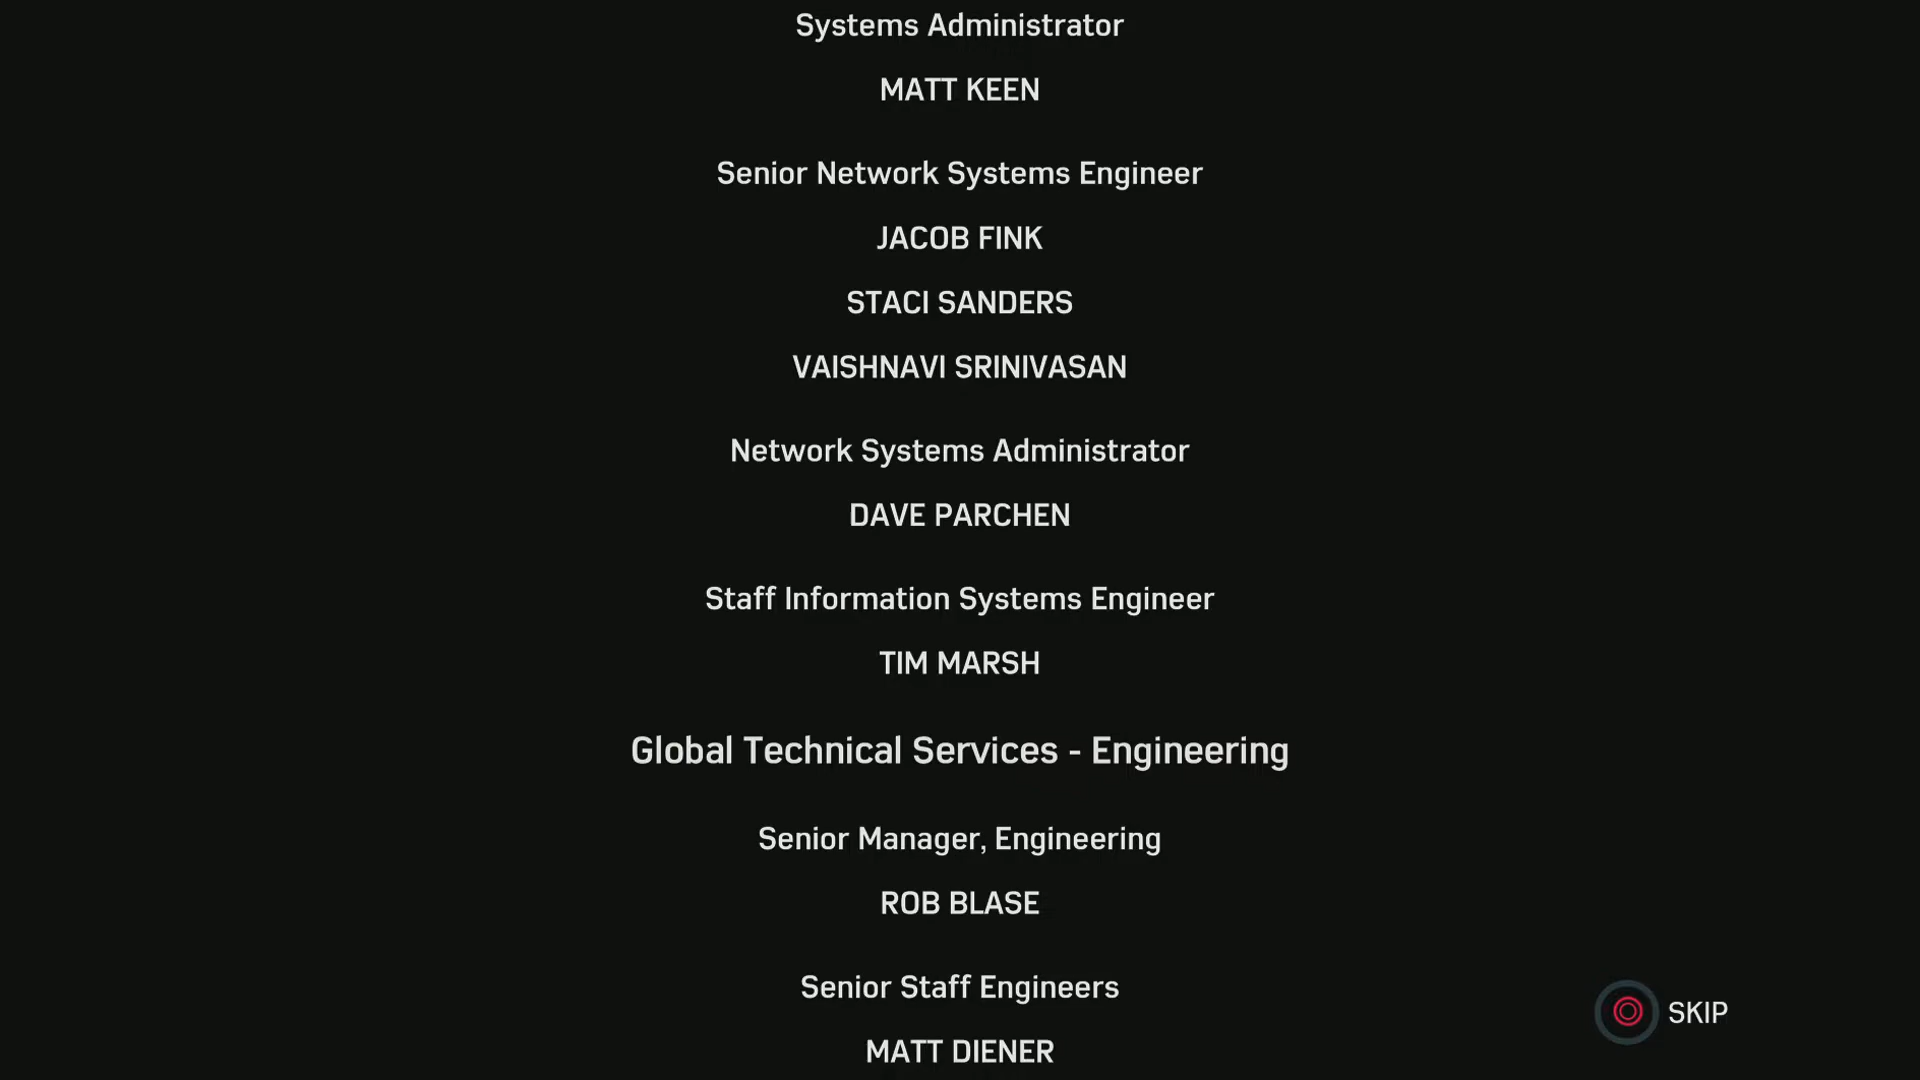 Systems Administrator
MATT KEEN
Senior Network Systems Engineer
JACOB FINK
STACI SANDERS
VAISHNAVI SRINIVASAN
Network Systems Administrator
DAVE PARCHEN
Staff Information Systems Engineer
TIM MARSH
Global Technical Services - Engineering
Senior Manager, Engineering
ROB BLASE
Senior Staff Engineers
SKIP
MATT DIENER